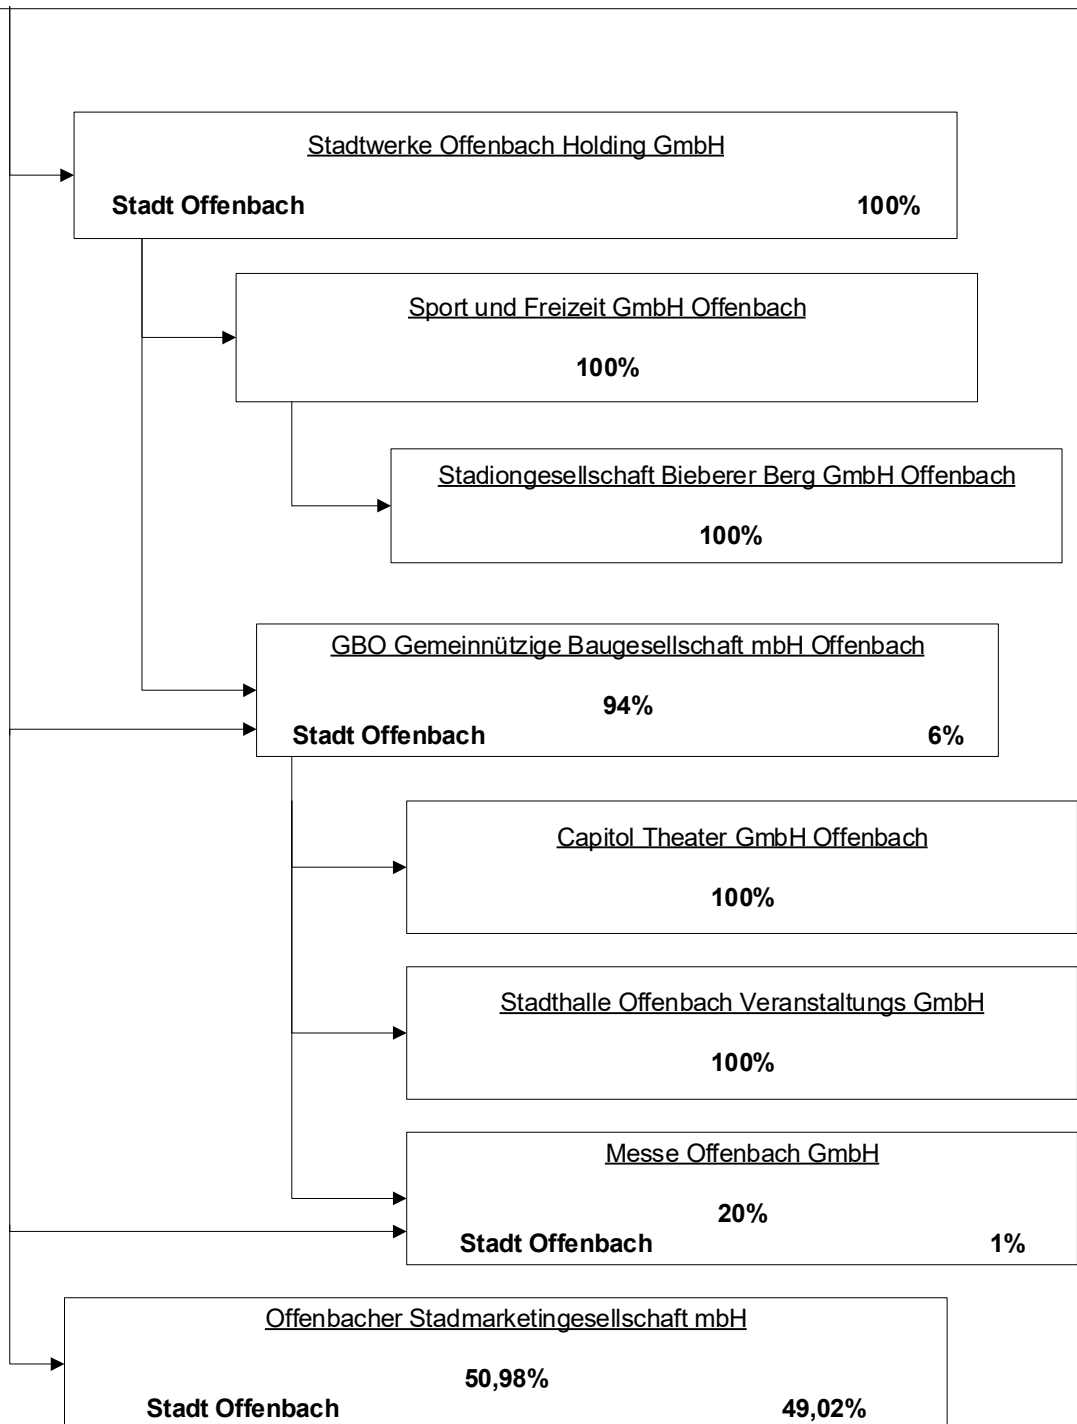 Stadtwerke Offenbach Holding GmbH
Stadt Offenbach 100%
Sport und Freizeit GmbH Offenbach
100%
Stadiongesellschaft Bieberer Berg GmbH Offenbach
100%
GBO Gemeinnützige Baugesellschaft mbH Offenbach
94%
Stadt Offenbach 6%
Capitol Theater GmbH Offenbach
100%
Stadthalle Offenbach Veranstaltungs GmbH
100%
Messe Offenbach GmbH
20%
Stadt Offenbach 1%
Offenbacher Stadmarketingesellschaft mbH
50,98%
Stadt Offenbach 49,02%